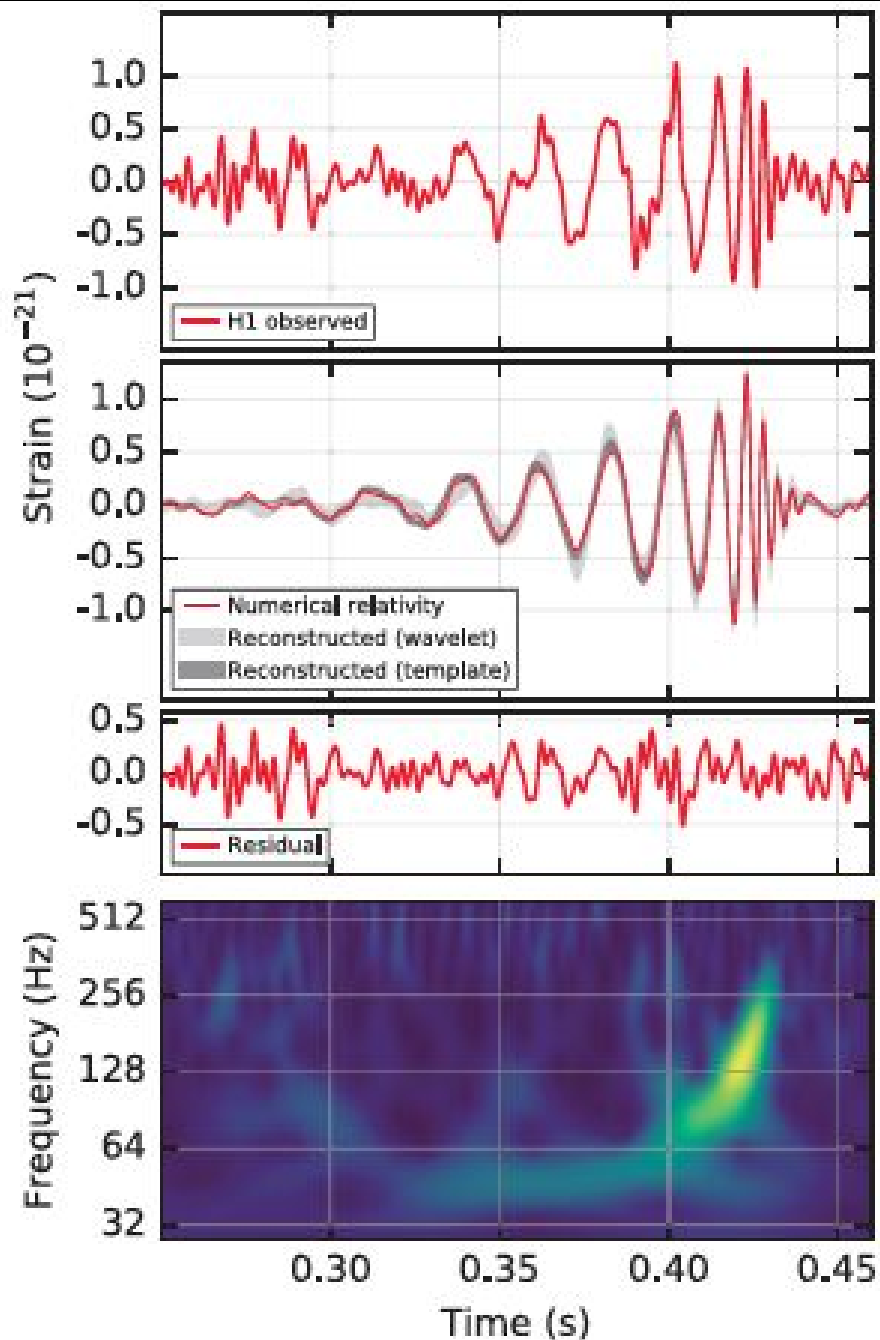 1.0
0.5
0.0
-0.5
-1.0
H1 observed
Strain (10⁻²¹)
1.0
0.5
0.0
-0.5
-1.0
Numerical relativity
Reconstructed (wavelet)
Reconstructed (template)
0.5
0.0
-0.5
Residual
Frequency (Hz)
512
256
128
64
32
0.30 0.35 0.40 0.45
Time (s)